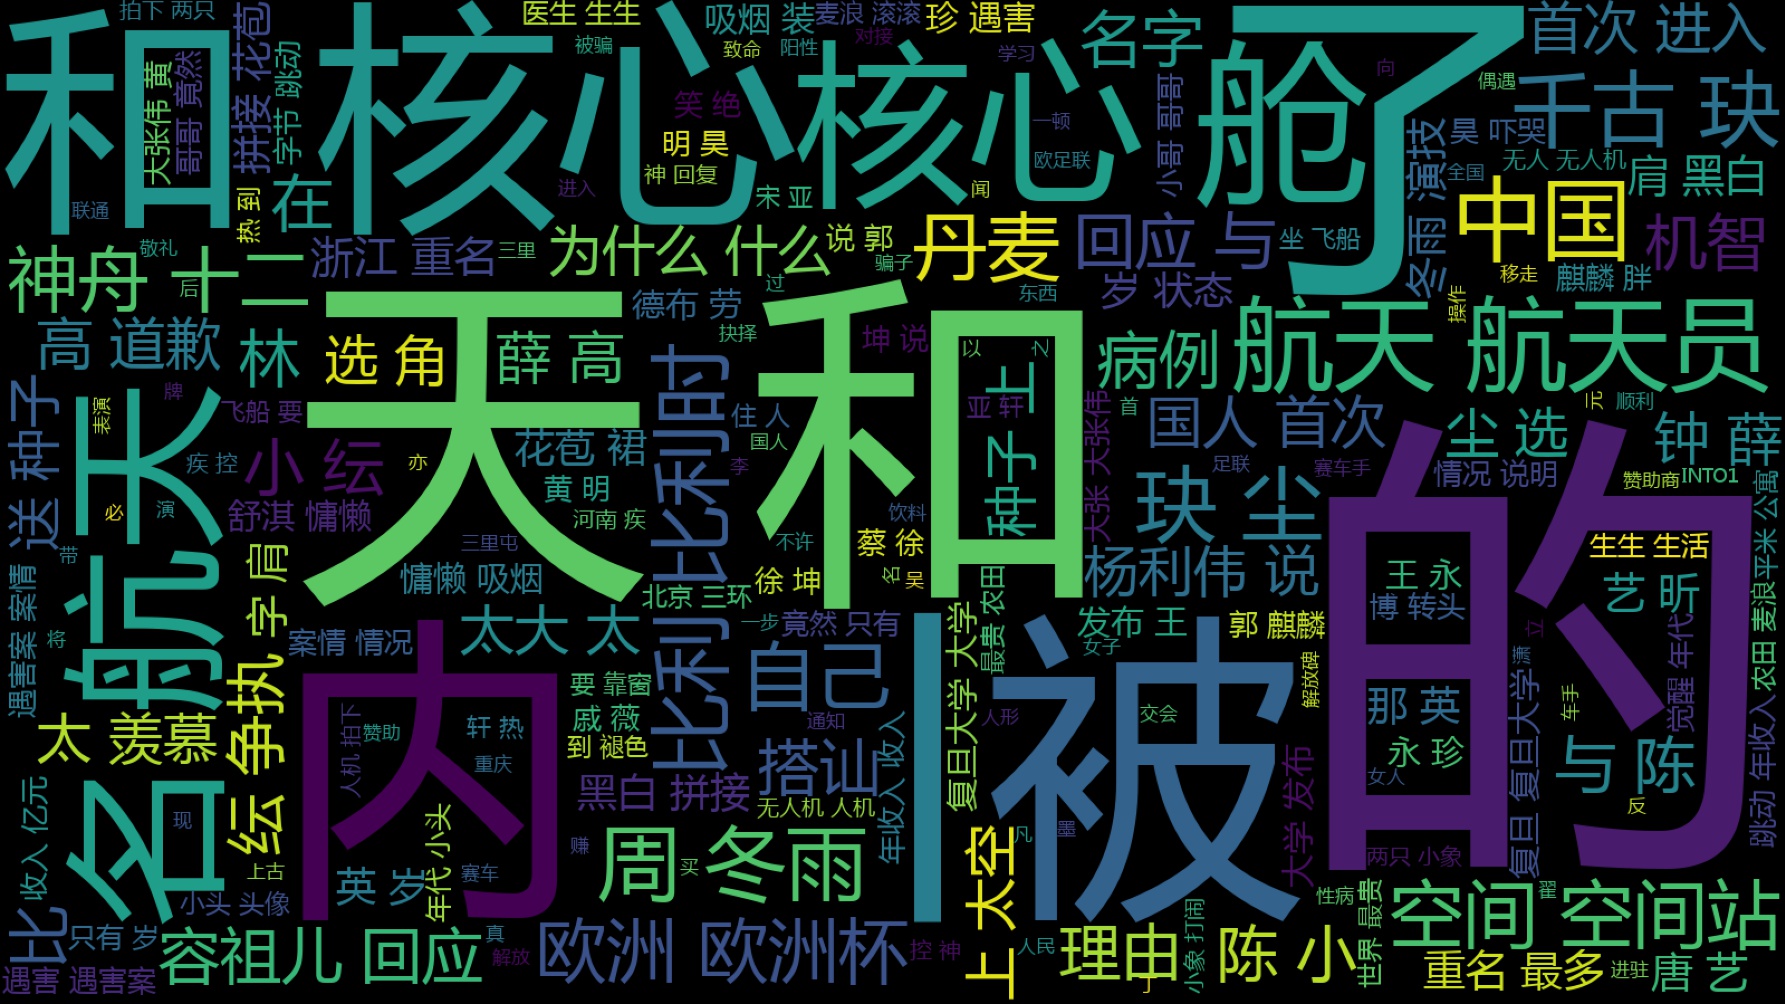 拍下 两只
和
大张伟 黄
哥哥 竟然
拼接 花苞
字节 跳动
联通
热 到
在
核心
医生 生生
被骗
吸烟 装
麦浪 滚滚
珍 遇害
致命
阳性
对接
笑 绝
明 昊
神 回复
进入
宋 亚
核心
学习
名字
一顿
欧足联
闻
小哥 哥哥
舱
了
向
偶遇
首次 进入
千古 玦
昊 吓哭
无人 无人机
全国
肩 黑白
冬雨 演技
中国
机智
敬礼
神舟 十二
后
浙江 重名
三里
为什么 什么
说 郭
骗子
过
丹麦
东西
回应 与
坐 飞船
岁 状态
移走
麒麟 胖
操作
高 道歉
林
天
选 角
薛 高
德布 劳
抉择
坤 说
和
以
之
亚轩
种子 上
病例
航天 航天员
元
顺利
送 种子
表演
牌
航天
疾 控
必
演
带
飞船 要
小 纭
舒淇 慵懒
亦
花苞 裙
黄 明
河南 疾
三里屯
慵懒 吸烟
比利时
住 人
国人
李
不许
饮料
蔡 徐
徐 坤
名
吴
大张 大张伟
首
国人 首次
足联
赛车手
玦 尘
杨利伟 说
尘 选
钟 薛
情况 说明
赞助商
INTO1
的
生生 生活
王 永
博 转头
艺 昕
立
觉醒 年代
平米 公寓
农田 麦浪
遇害案 案情
将
字 肩
案情 情况
太太 太
北京 三环
一步
竟然 只有
最贵 农田
发布 王
女子
郭 麒麟
解放碑
太 羡慕
纭 争执
内
人机 拍下
赞助
轩 热
重庆
要 靠窗
戚 薇
到 褪色
比利时
自己
通知
搭讪
年收入 收入
复旦大学 大学
人形
被
交会
大学 发布
那 英
永 珍
女人
两只 小象
复旦 复旦大学
燕
车手
与 陈
反
跳动 年收入
收入 亿元
名
现
上古
小头 头像
英 岁
年代 小头
赛车
黑白 拼接
无人机 人机
赚
周 冬雨
买
上 太空
凡
墨
比
只有 岁
遇害 遇害案
容祖儿 回应
真
解放
欧洲 欧洲杯
控 神
人民
理由
丁
小象 打闹
陈 小
性病
世界 最贵
空间 空间站
翟
重名 最多
进驻
唐 艺